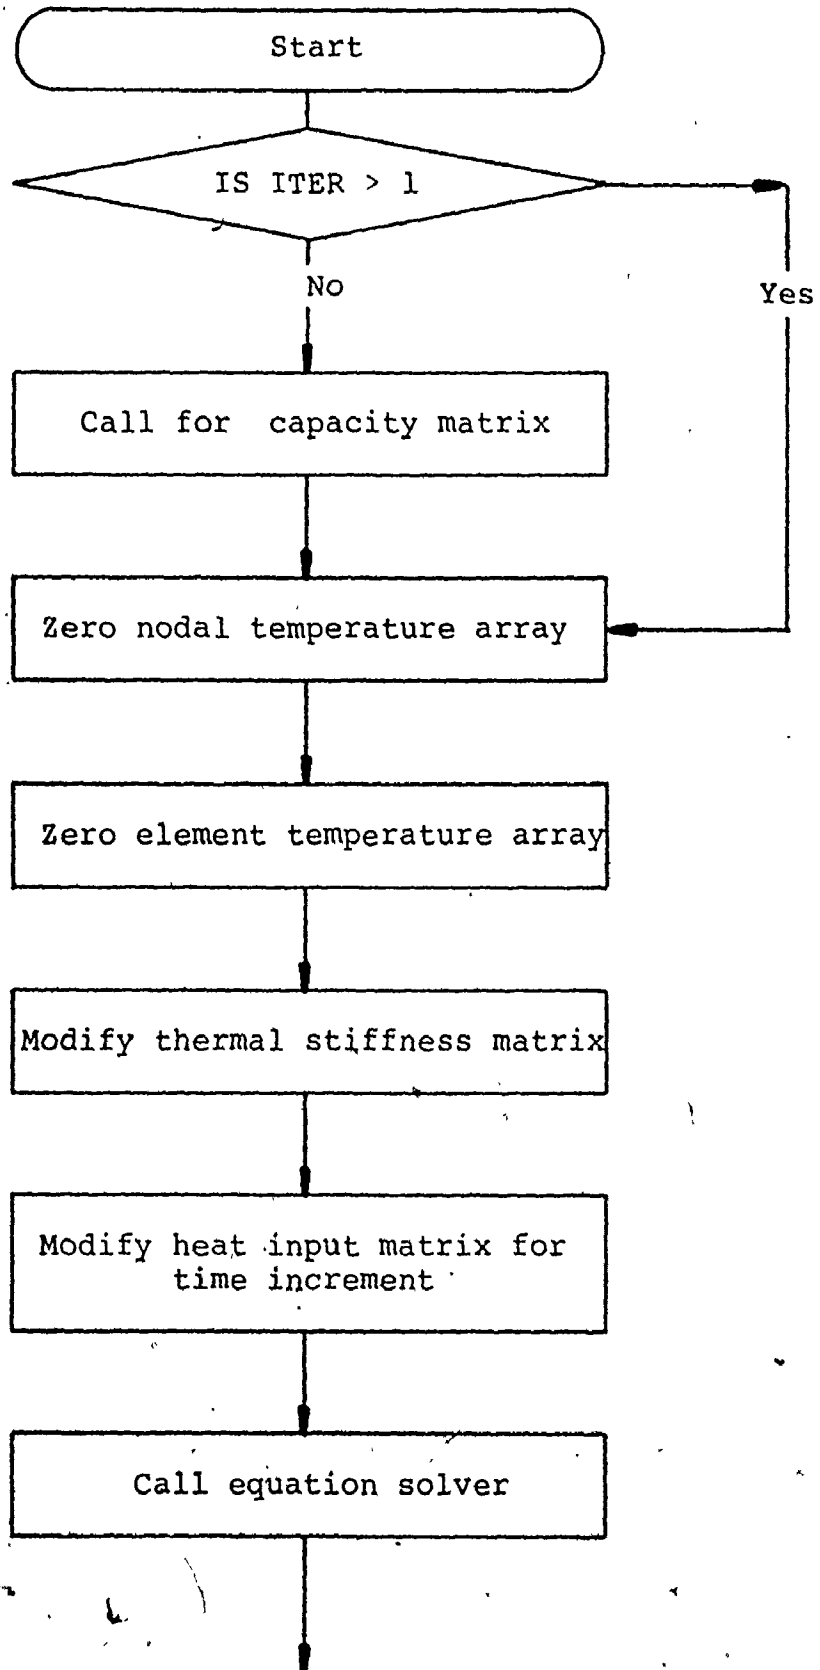 Start
IS ITER > 1
No
Yes
Call for capacity matrix
Zero nodal temperature array
Zero element temperature array
Modify thermal stiffness matrix
Modify heat input matrix for
time increment
Call equation solver